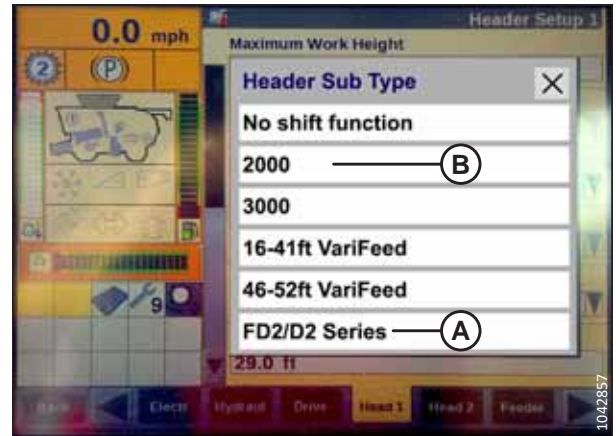 0.0 mph
Header Setup 1
Maximum Work Height
2
P
Header Sub Type
No shift function
2000
B
3000
16-41ft VariFeed
46-52ft VariFeed
FD2/D2 Series
A
9
29.0 ft
Back
Electr
Hydraul
Drive
Head 1
Head 2
Feeder
1042857